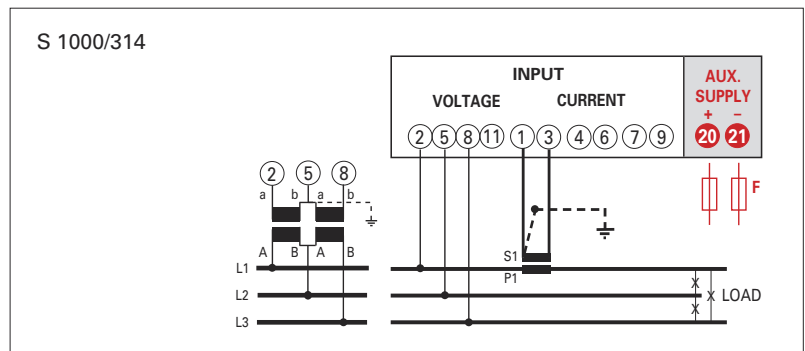 S 1000/314
INPUT
AUX.
SUPPLY
VOLTAGE CURRENT
+ −
2 5 8 11 1 3 4 6 7 9 20 21
2 5 8
a b a b
F
S1
P1
A B A B
L1
L2
L3
X
X
X
LOAD